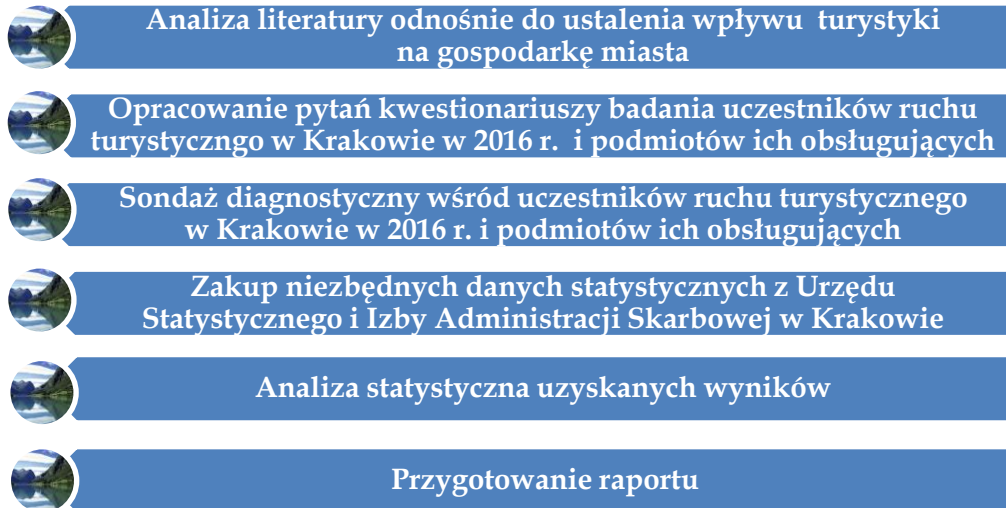 Analiza literatury odnośnie do ustalenia wpływu turystyki
na gospodarkę miasta
Opracowanie pytań kwestionariuszy badania uczestników ruchu
turystyczngo w Krakowie w 2016 r. i podmiotów ich obsługujących
Sondaż diagnostyczny wśród uczestników ruchu turystycznego
w Krakowie w 2016 r. i podmiotów ich obsługujących
Zakup niezbędnych danych statystycznych z Urzędu
Statystycznego i Izby Administracji Skarbowej w Krakowie
Analiza statystyczna uzyskanych wyników
Przygotowanie raportu